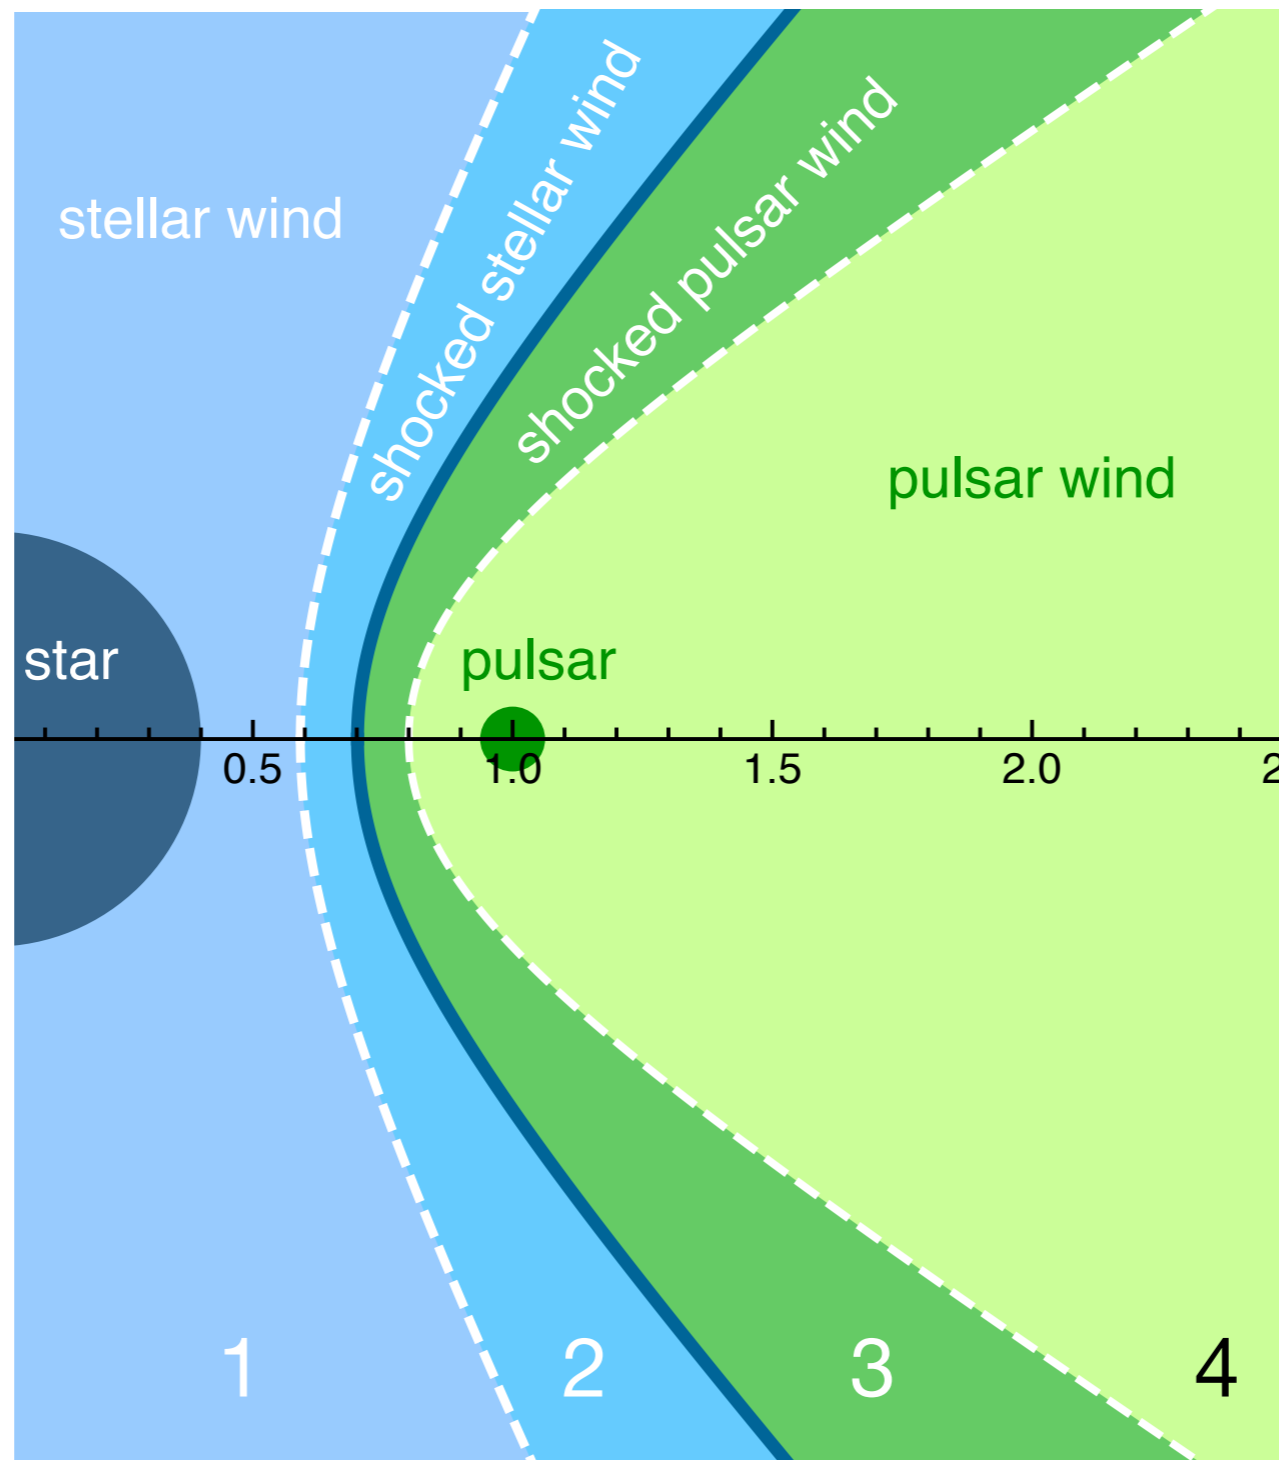 stellar wind
shocked stellar wind
shocked pulsar wind
pulsar wind
star
pulsar
0.5 1.0 1.5 2.0 2
1 2 3 4